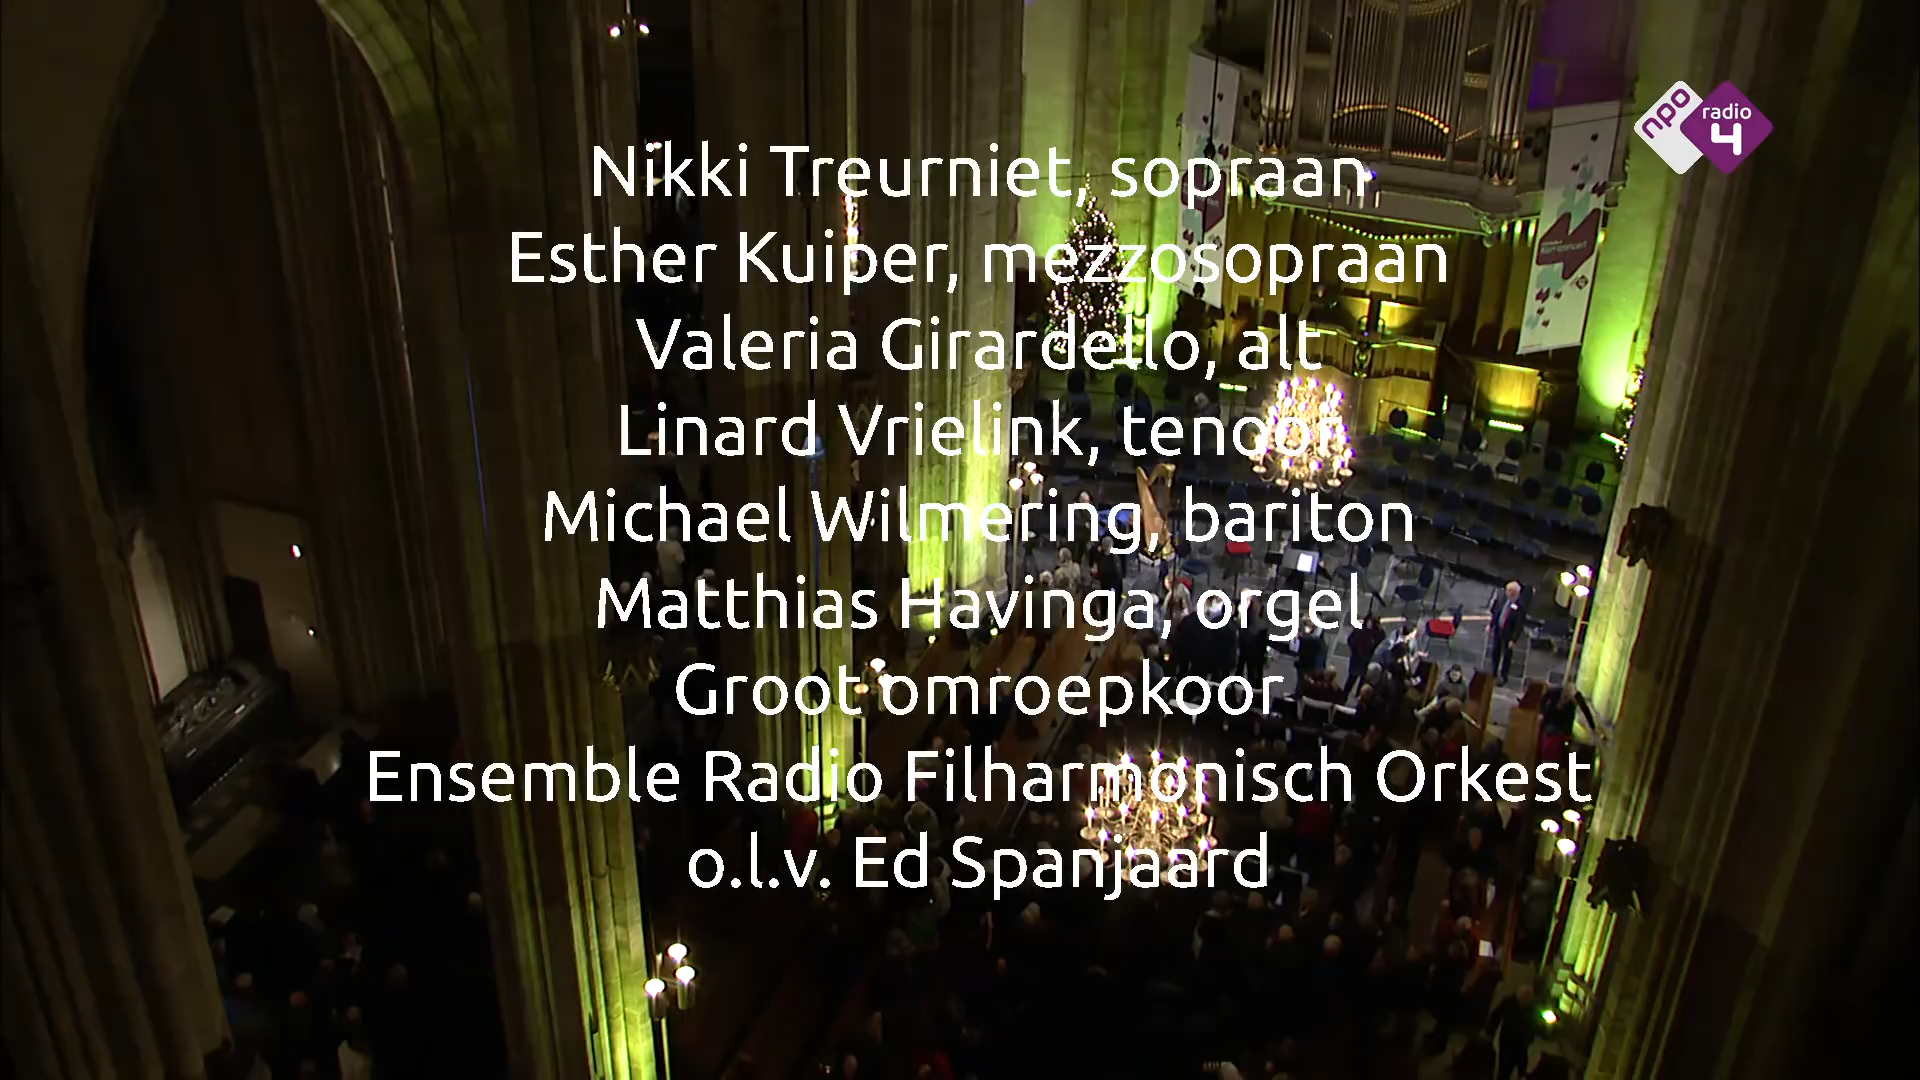 npo
radio
4
Nikki Treurniet, sopraan
Esther Kuiper, mezzosopraan
Valeria Girardello, alt
Linard Vrielink, tenoor
Michael Wilmering, bariton
Matthias Havinga, orgel
Groot omroepkoor
Ensemble Radio Filharmonisch Orkest
o.l.v. Ed Spanjaard